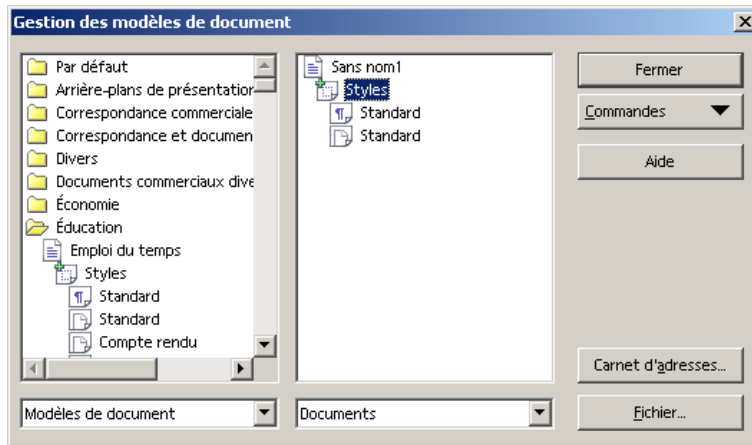 Gestion des modèles de document
Par défaut
Arrière-plans de présentation
Correspondance commerciale
Correspondance et documen
Divers
Documents commerciaux dive
Économie
Éducation
Emploi du temps
Styles
Standard
Standard
Compte rendu
Modèles de document
Sans nom1
Styles
Standard
Standard
Documents
Fermer
Commandes
Aide
Carnet d'adresses...
Fichier...